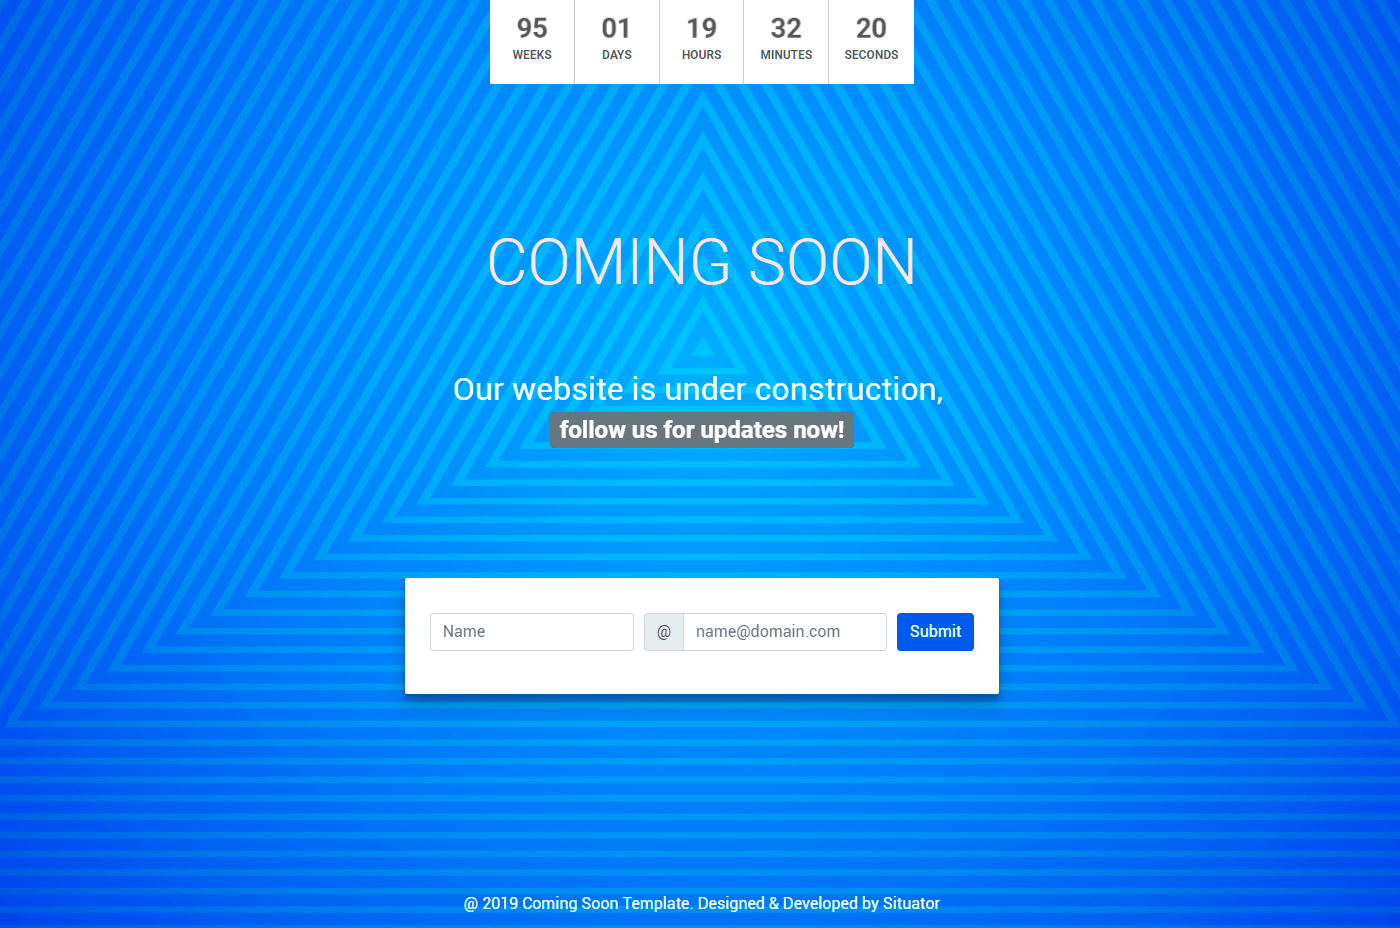 95 01 19 32 20
WEEKS DAYS HOURS MINUTES SECONDS
COMING SOON
Our website is under construction,
follow us for updates now!
Name @ name@domain.com Submit
@ 2019 Coming Soon Template. Designed & Developed by Situator